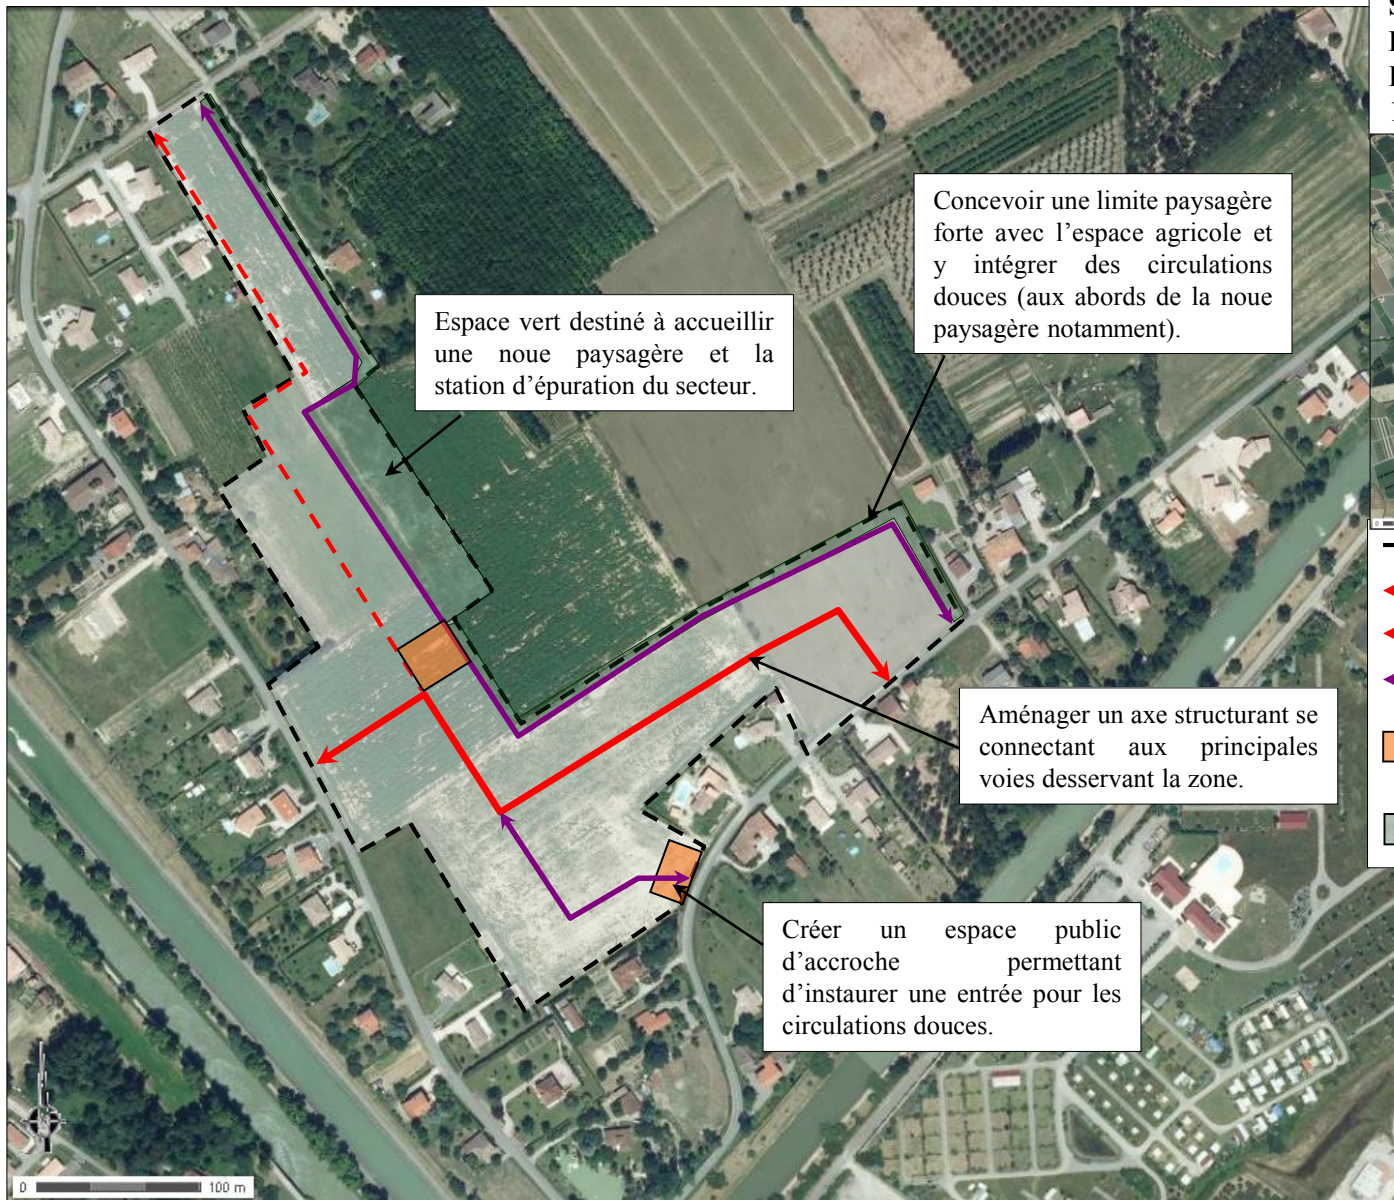 Concevoir une limite paysagère
forte avec l'espace agricole et
y intégrer des circulations
douces (aux abords de la noue
paysagère notamment).
Espace vert destiné à accueillir
une noue paysagère et la
station d'épuration du secteur.
Aménager un axe structurant se
connectant aux principales
voies desservant la zone.
Créer un espace public
d'accroche permettant
d'instaurer une entrée pour les
circulations douces.
0 100 m
0